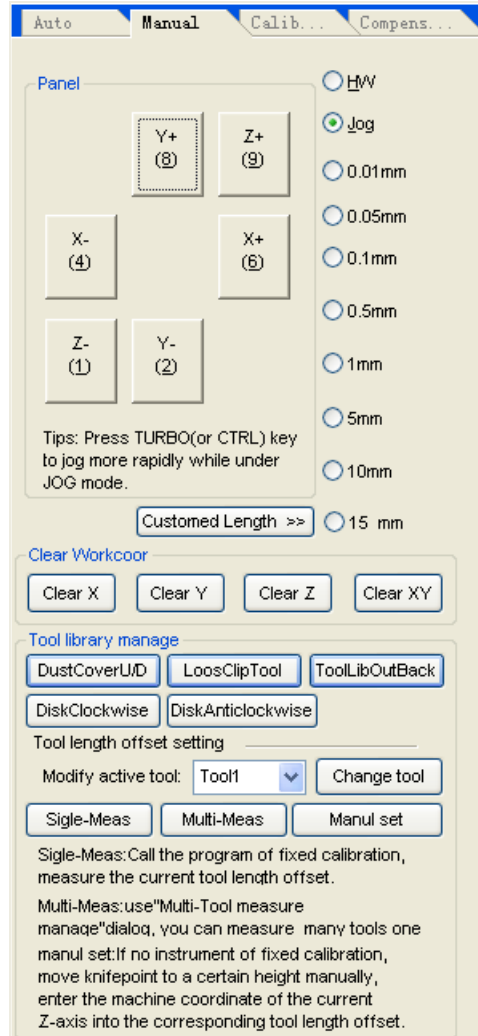 Auto Manual Calib... Compens...
Panel
HW
Y+ (8)
Z+ (9)
Jog
0.01mm
X- (4)
X+ (6)
0.05mm
0.1mm
0.5mm
Z- (1)
Y- (2)
1mm
5mm
Tips: Press TURBO(or CTRL) key
to jog more rapidly while under
JOG mode.
10mm
Customed Length >>
15 mm
Clear Workcoor
Clear X Clear Y Clear Z Clear XY
Tool library manage
DustCoverU/D LoosClipTool ToolLibOutBack
DiskClockwise DiskAnticlockwise
Tool length offset setting
Modify active tool: Tool1 Change tool
Sigle-Meas Multi-Meas Manul set
Sigle-Meas:Call the program of fixed calibration,
measure the current tool length offset.
Multi-Meas:use"Multi-Tool measure
manage"dialog, you can measure many tools one
manul set:If no instrument of fixed calibration,
move knifepoint to a certain height manually,
enter the machine coordinate of the current
Z-axis into the corresponding tool length offset.